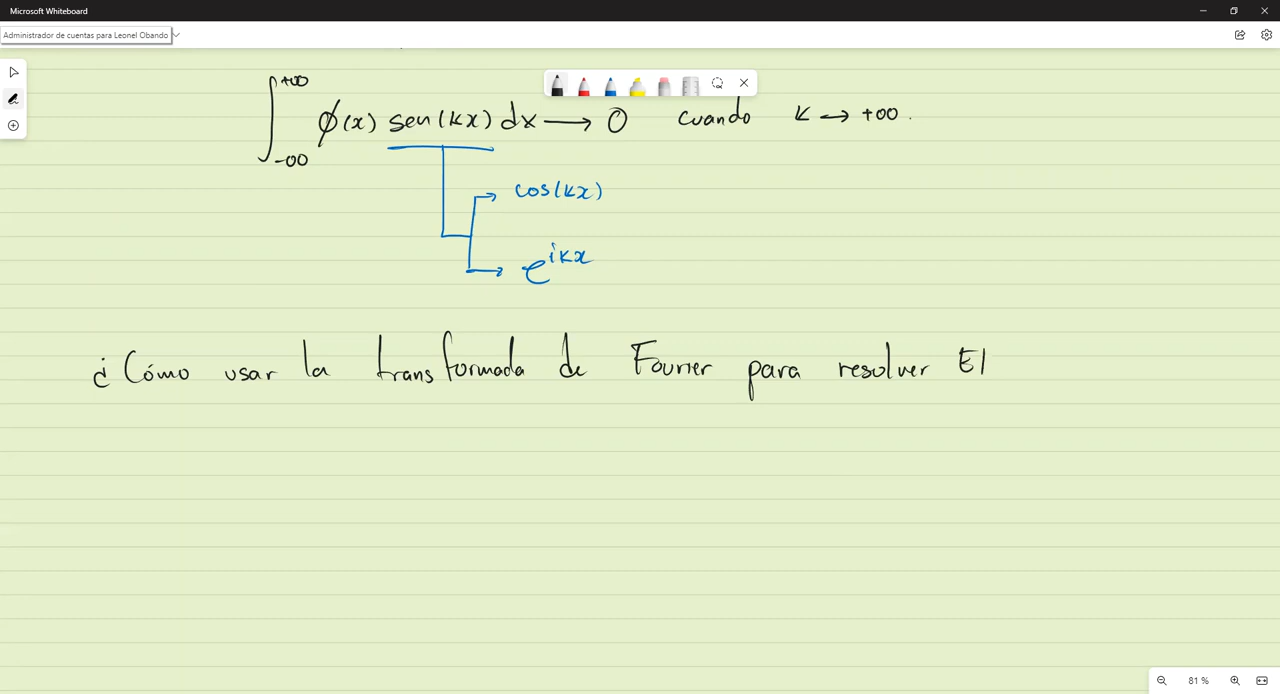 Microsoft Whiteboard
Administrador de cuentas para Leonel Obando
∫_{-∞}^{+∞} ϕ(x) sen(kx) dx → 0 cuando k → +∞.
cos(kx)
e^{ikx}
¿Cómo usar la transformada de Fourier para resolver El
81 %